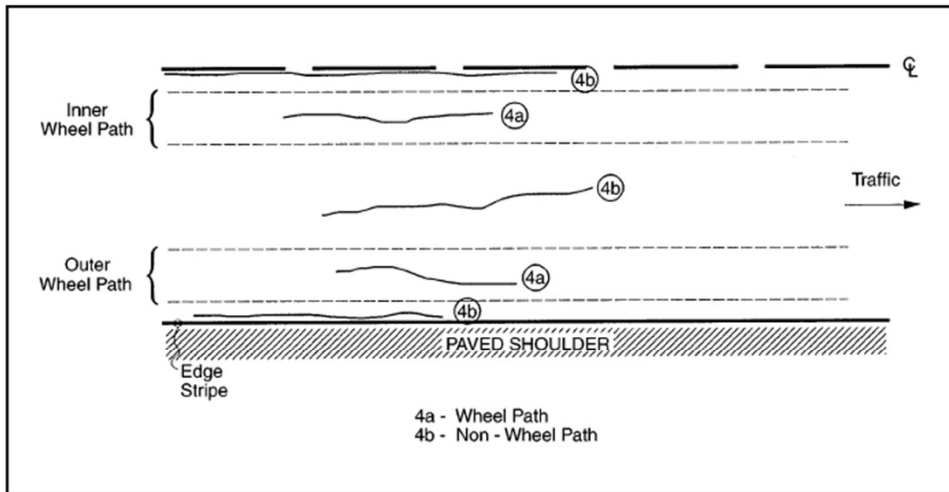 ℄
4b
Inner
Wheel Path
4a
4b
Traffic
Outer
Wheel Path
4a
4b
PAVED SHOULDER
Edge
Stripe
4a - Wheel Path
4b - Non - Wheel Path